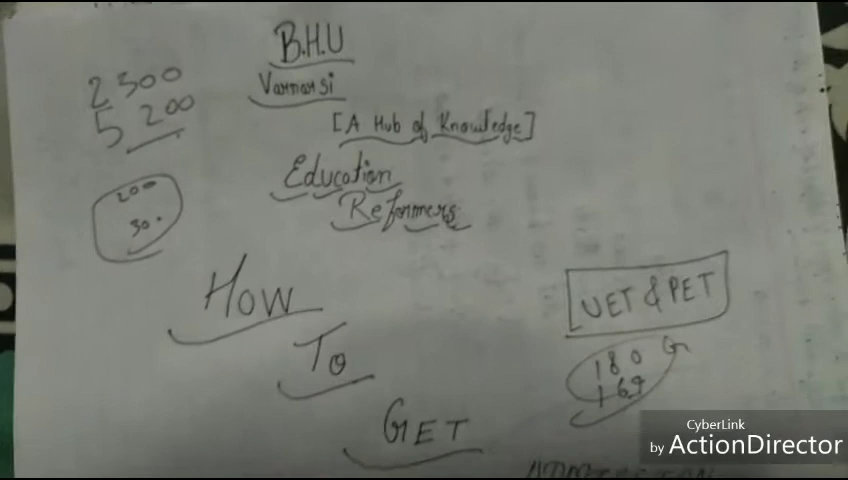 B.H.U
Varnarsi
[A Hub of Knowledge]
Education
Reformers
2300
5200
200
30.
HOW
To
GET
UET & PET
180 G
169
CyberLink
by ActionDirector